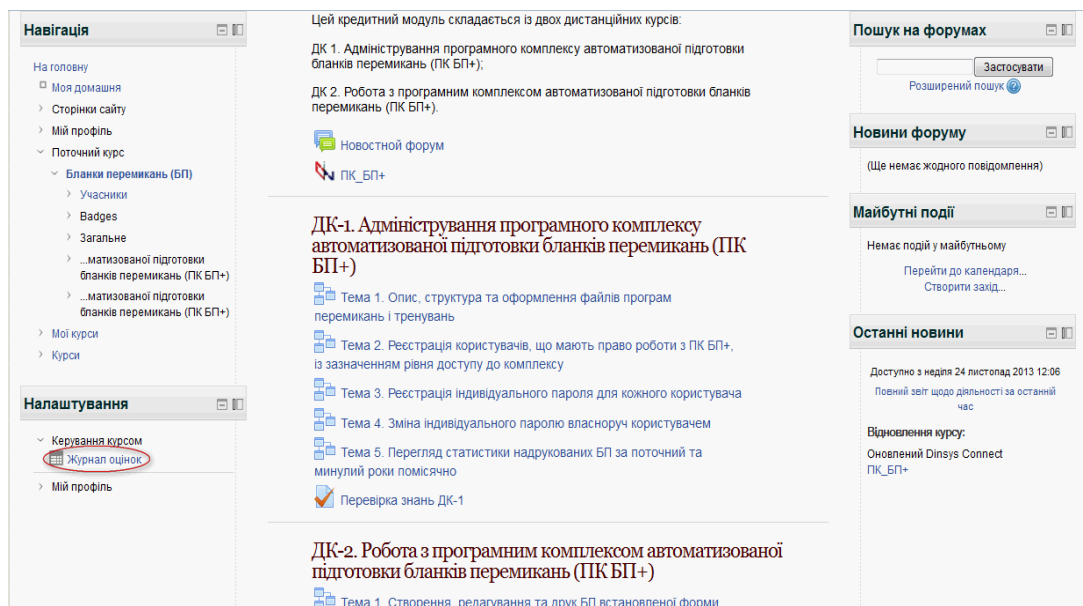 Навігація
На головну
Моя домашня
Сторінки сайту
Мій профіль
Поточний курс
Бланки перемикань (БП)
Учасники
Badges
Загальне
...матизованої підготовки
бланків перемикань (ПК БП+)
...матизованої підготовки
бланків перемикань (ПК БП+)
Мої курси
Курси
Налаштування
Керування курсом
Журнал оцінок
Мій профіль
Цей кредитний модуль складається із двох дистанційних курсів:
ДК 1. Адміністрування програмного комплексу автоматизованої підготовки
бланків перемикань (ПК БП+);
ДК 2. Робота з програмним комплексом автоматизованої підготовки бланків
перемикань (ПК БП+).
Новостной форум
ПК_БП+
ДК-1. Адміністрування програмного комплексу
автоматизованої підготовки бланків перемикань (ПК
БП+)
Тема 1. Опис, структура та оформлення файлів програм
перемикань і тренувань
Тема 2. Реєстрація користувачів, що мають право роботи з ПК БП+,
із зазначенням рівня доступу до комплексу
Тема 3. Реєстрація індивідуального пароля для кожного користувача
Тема 4. Зміна індивідуального паролю власноруч користувачем
Тема 5. Перегляд статистики надрукованих БП за поточний та
минулий роки помісячно
Перевірка знань ДК-1
ДК-2. Робота з програмним комплексом автоматизованої
підготовки бланків перемикань (ПК БП+)
Тема 1. Створення, редагування та друк БП встановленої форми
Пошук на форумах
Застосувати
Розширений пошук
Новини форуму
(Ще немає жодного повідомлення)
Майбутні події
Немає подій у майбутньому
Перейти до календаря...
Створити захід...
Останні новини
Доступно з неділя 24 листопад 2013 12:06
Повний звіт щодо діяльності за останній
час
Відновлення курсу:
Оновлений Dinsys Connect
ПК_БП+